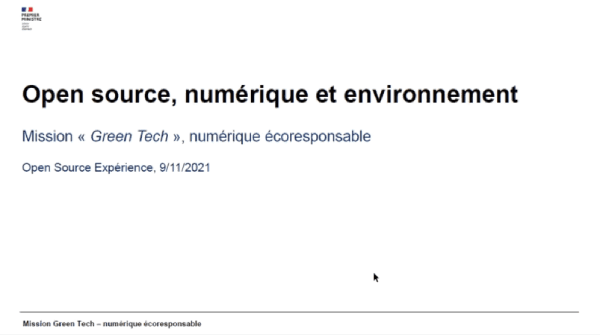 PREMIER
MINISTRE
Open source, numérique et environnement
Mission « Green Tech », numérique écoresponsable
Open Source Expérience, 9/11/2021
Mission Green Tech – numérique écoresponsable